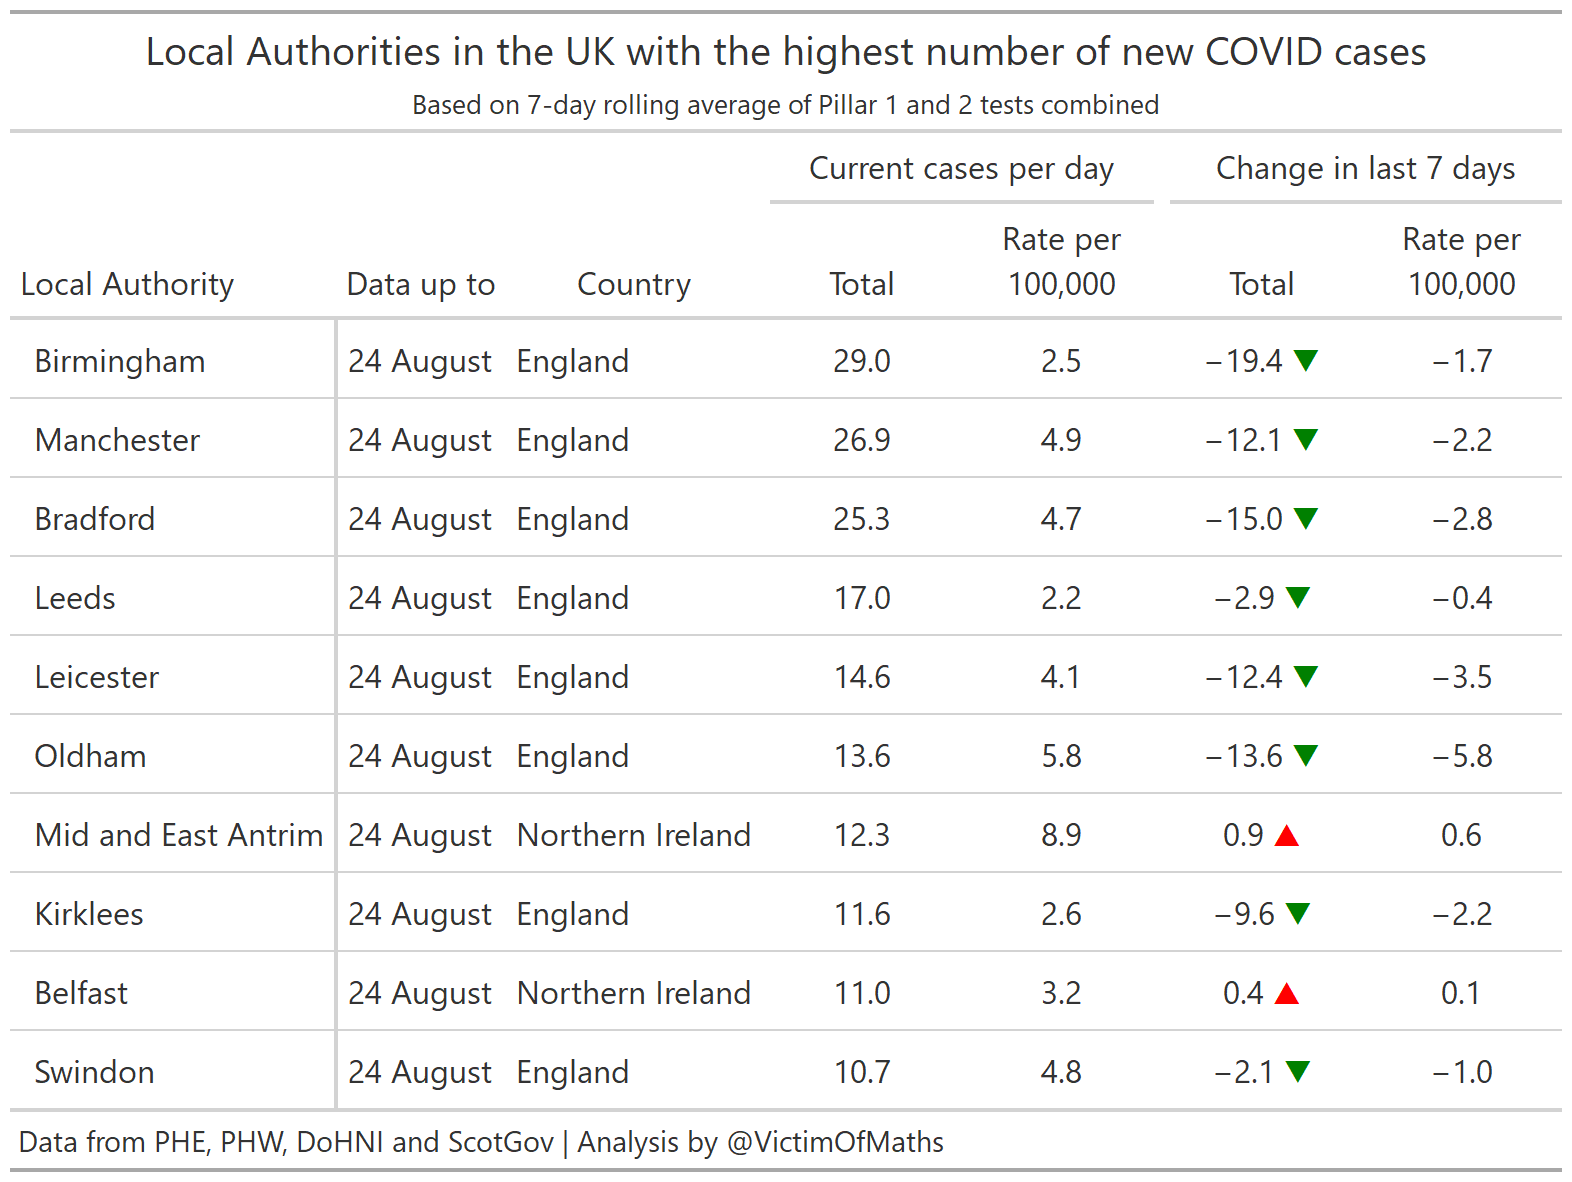 Local Authorities in the UK with the highest number of new COVID cases
Based on 7-day rolling average of Pillar 1 and 2 tests combined
Current cases per day Change in last 7 days
Local Authority Data up to Country Total Rate per 100,000 Total Rate per 100,000
Birmingham 24 August England 29.0 2.5 −19.4 ▼ −1.7
Manchester 24 August England 26.9 4.9 −12.1 ▼ −2.2
Bradford 24 August England 25.3 4.7 −15.0 ▼ −2.8
Leeds 24 August England 17.0 2.2 −2.9 ▼ −0.4
Leicester 24 August England 14.6 4.1 −12.4 ▼ −3.5
Oldham 24 August England 13.6 5.8 −13.6 ▼ −5.8
Mid and East Antrim 24 August Northern Ireland 12.3 8.9 0.9 ▲ 0.6
Kirklees 24 August England 11.6 2.6 −9.6 ▼ −2.2
Belfast 24 August Northern Ireland 11.0 3.2 0.4 ▲ 0.1
Swindon 24 August England 10.7 4.8 −2.1 ▼ −1.0
Data from PHE, PHW, DoHNI and ScotGov | Analysis by @VictimOfMaths